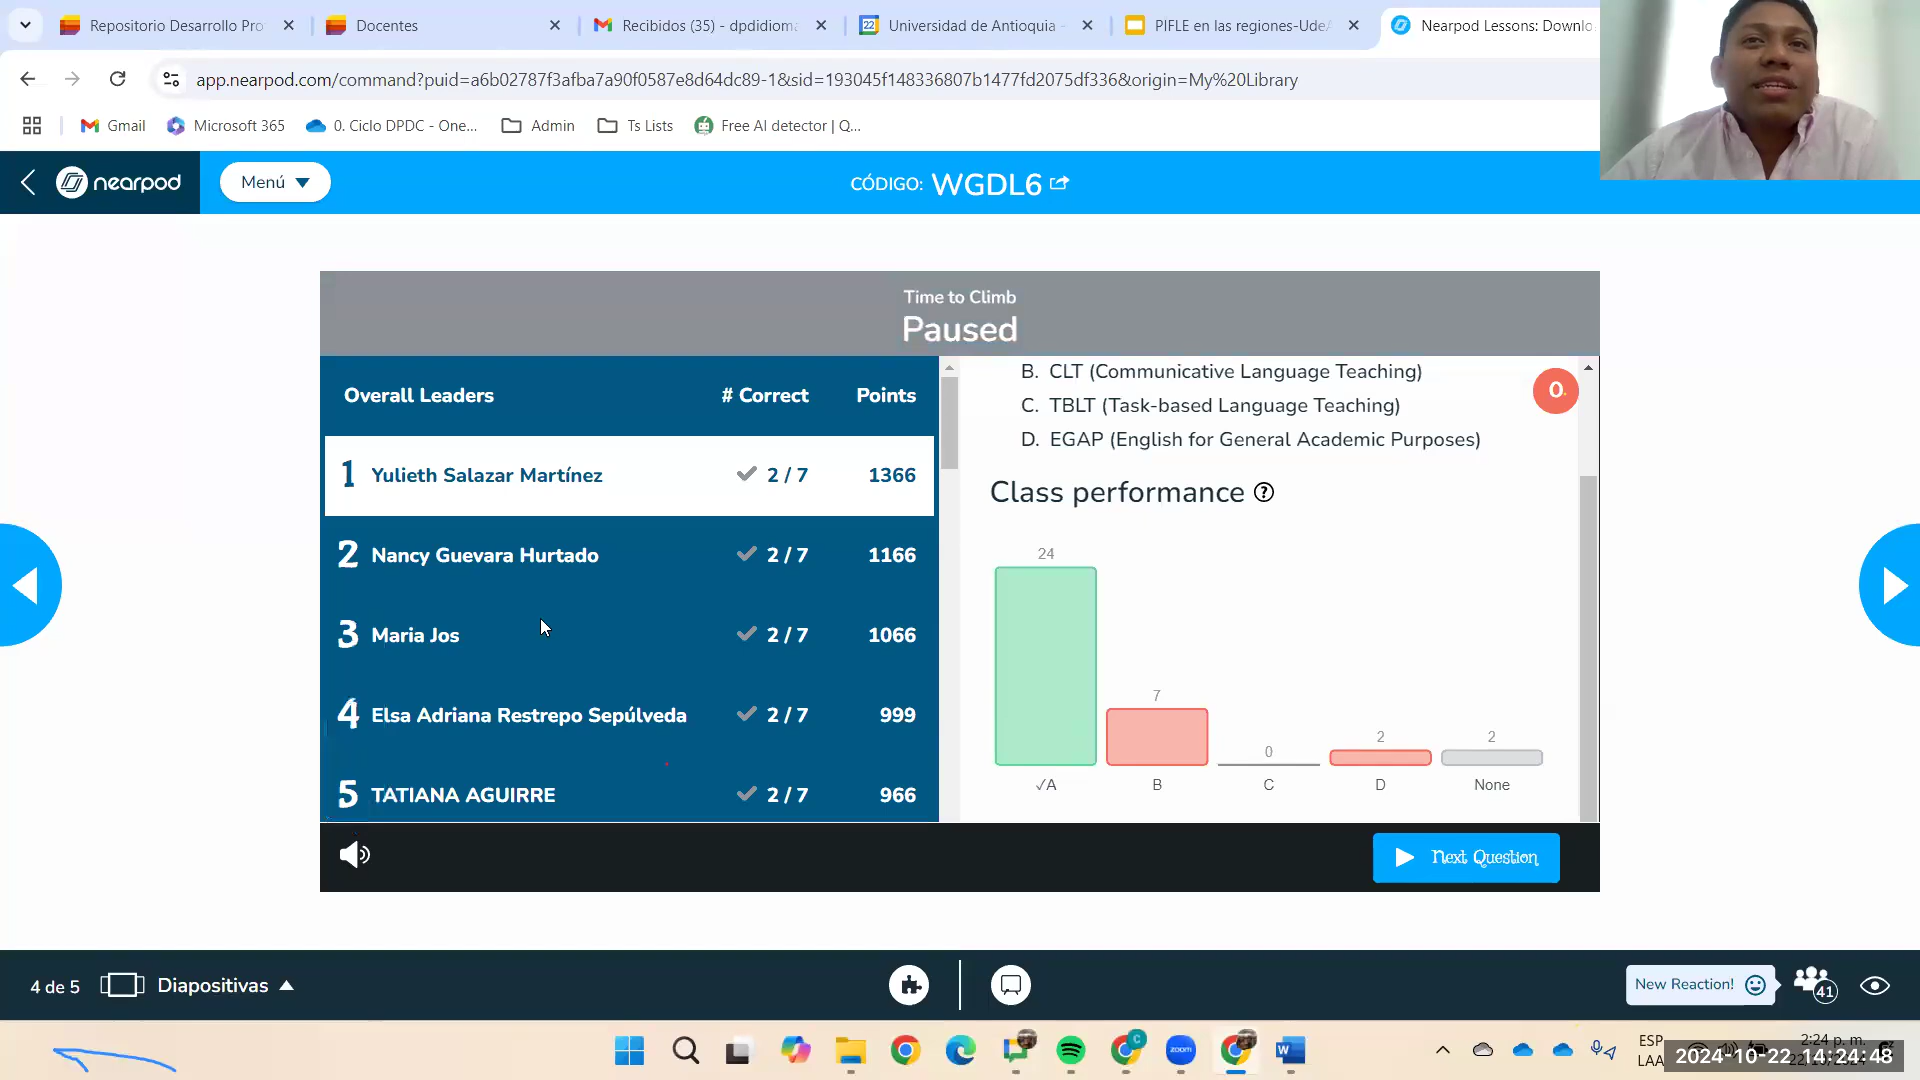 Repositorio Desarrollo Pro
Docentes
Recibidos (35) - dpdidioma
Universidad de Antioquia -
PIFLE en las regiones-UdeA
Nearpod Lessons: Downlo
app.nearpod.com/command?puid=a6b02787f3afba7a90f0587e8d64dc89-1&sid=193045f148336807b1477fd2075df336&origin=My%20Library
Gmail
Microsoft 365
0. Ciclo DPDC - One...
Admin
Ts Lists
Free AI detector | Q...
nearpod
Menú
CÓDIGO: WGDL6
Time to Climb
Paused
Overall Leaders # Correct Points
1 Yulieth Salazar Martínez 2 / 7 1366
2 Nancy Guevara Hurtado 2 / 7 1166
3 Maria Jos 2 / 7 1066
4 Elsa Adriana Restrepo Sepúlveda 2 / 7 999
5 TATIANA AGUIRRE 2 / 7 966
B. CLT (Communicative Language Teaching)
C. TBLT (Task-based Language Teaching)
D. EGAP (English for General Academic Purposes)
0
Class performance ?
24
7
0
2
2
✓A B C D None
Next Question
4 de 5
Diapositivas
New Reaction!
41
zoom
ESP
LAA
2:24 p. m.
2024-10-22 14:24:48